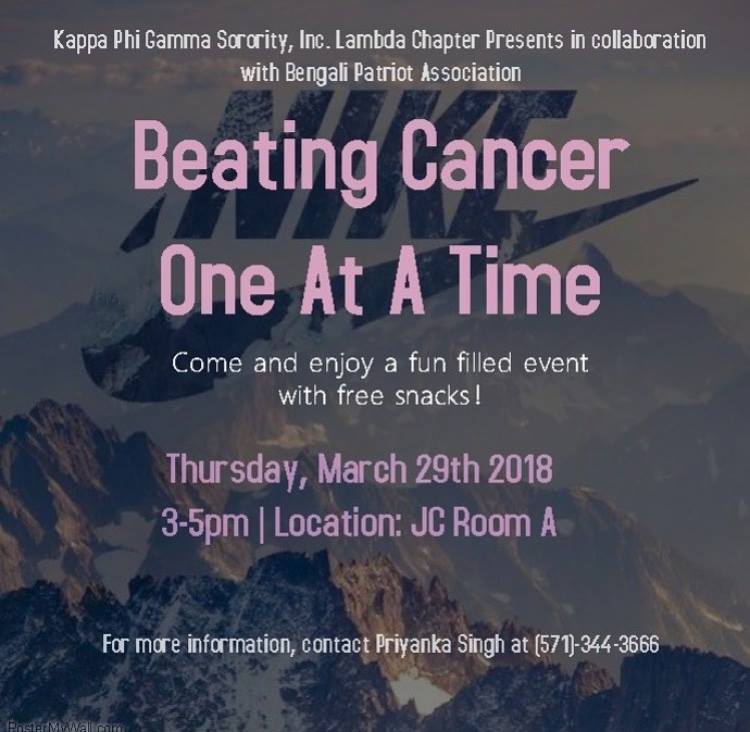 Kappa Phi Gamma Sorority, Inc. Lambda Chapter Presents in collaboration
with Bengali Patriot Association
NIKE
Beating Cancer
One At A Time
Come and enjoy a fun filled event
with free snacks!
Thursday, March 29th 2018
3-5pm | Location: JC Room A
For more information, contact Priyanka Singh at (571)-344-3666
PosterMyWall.com